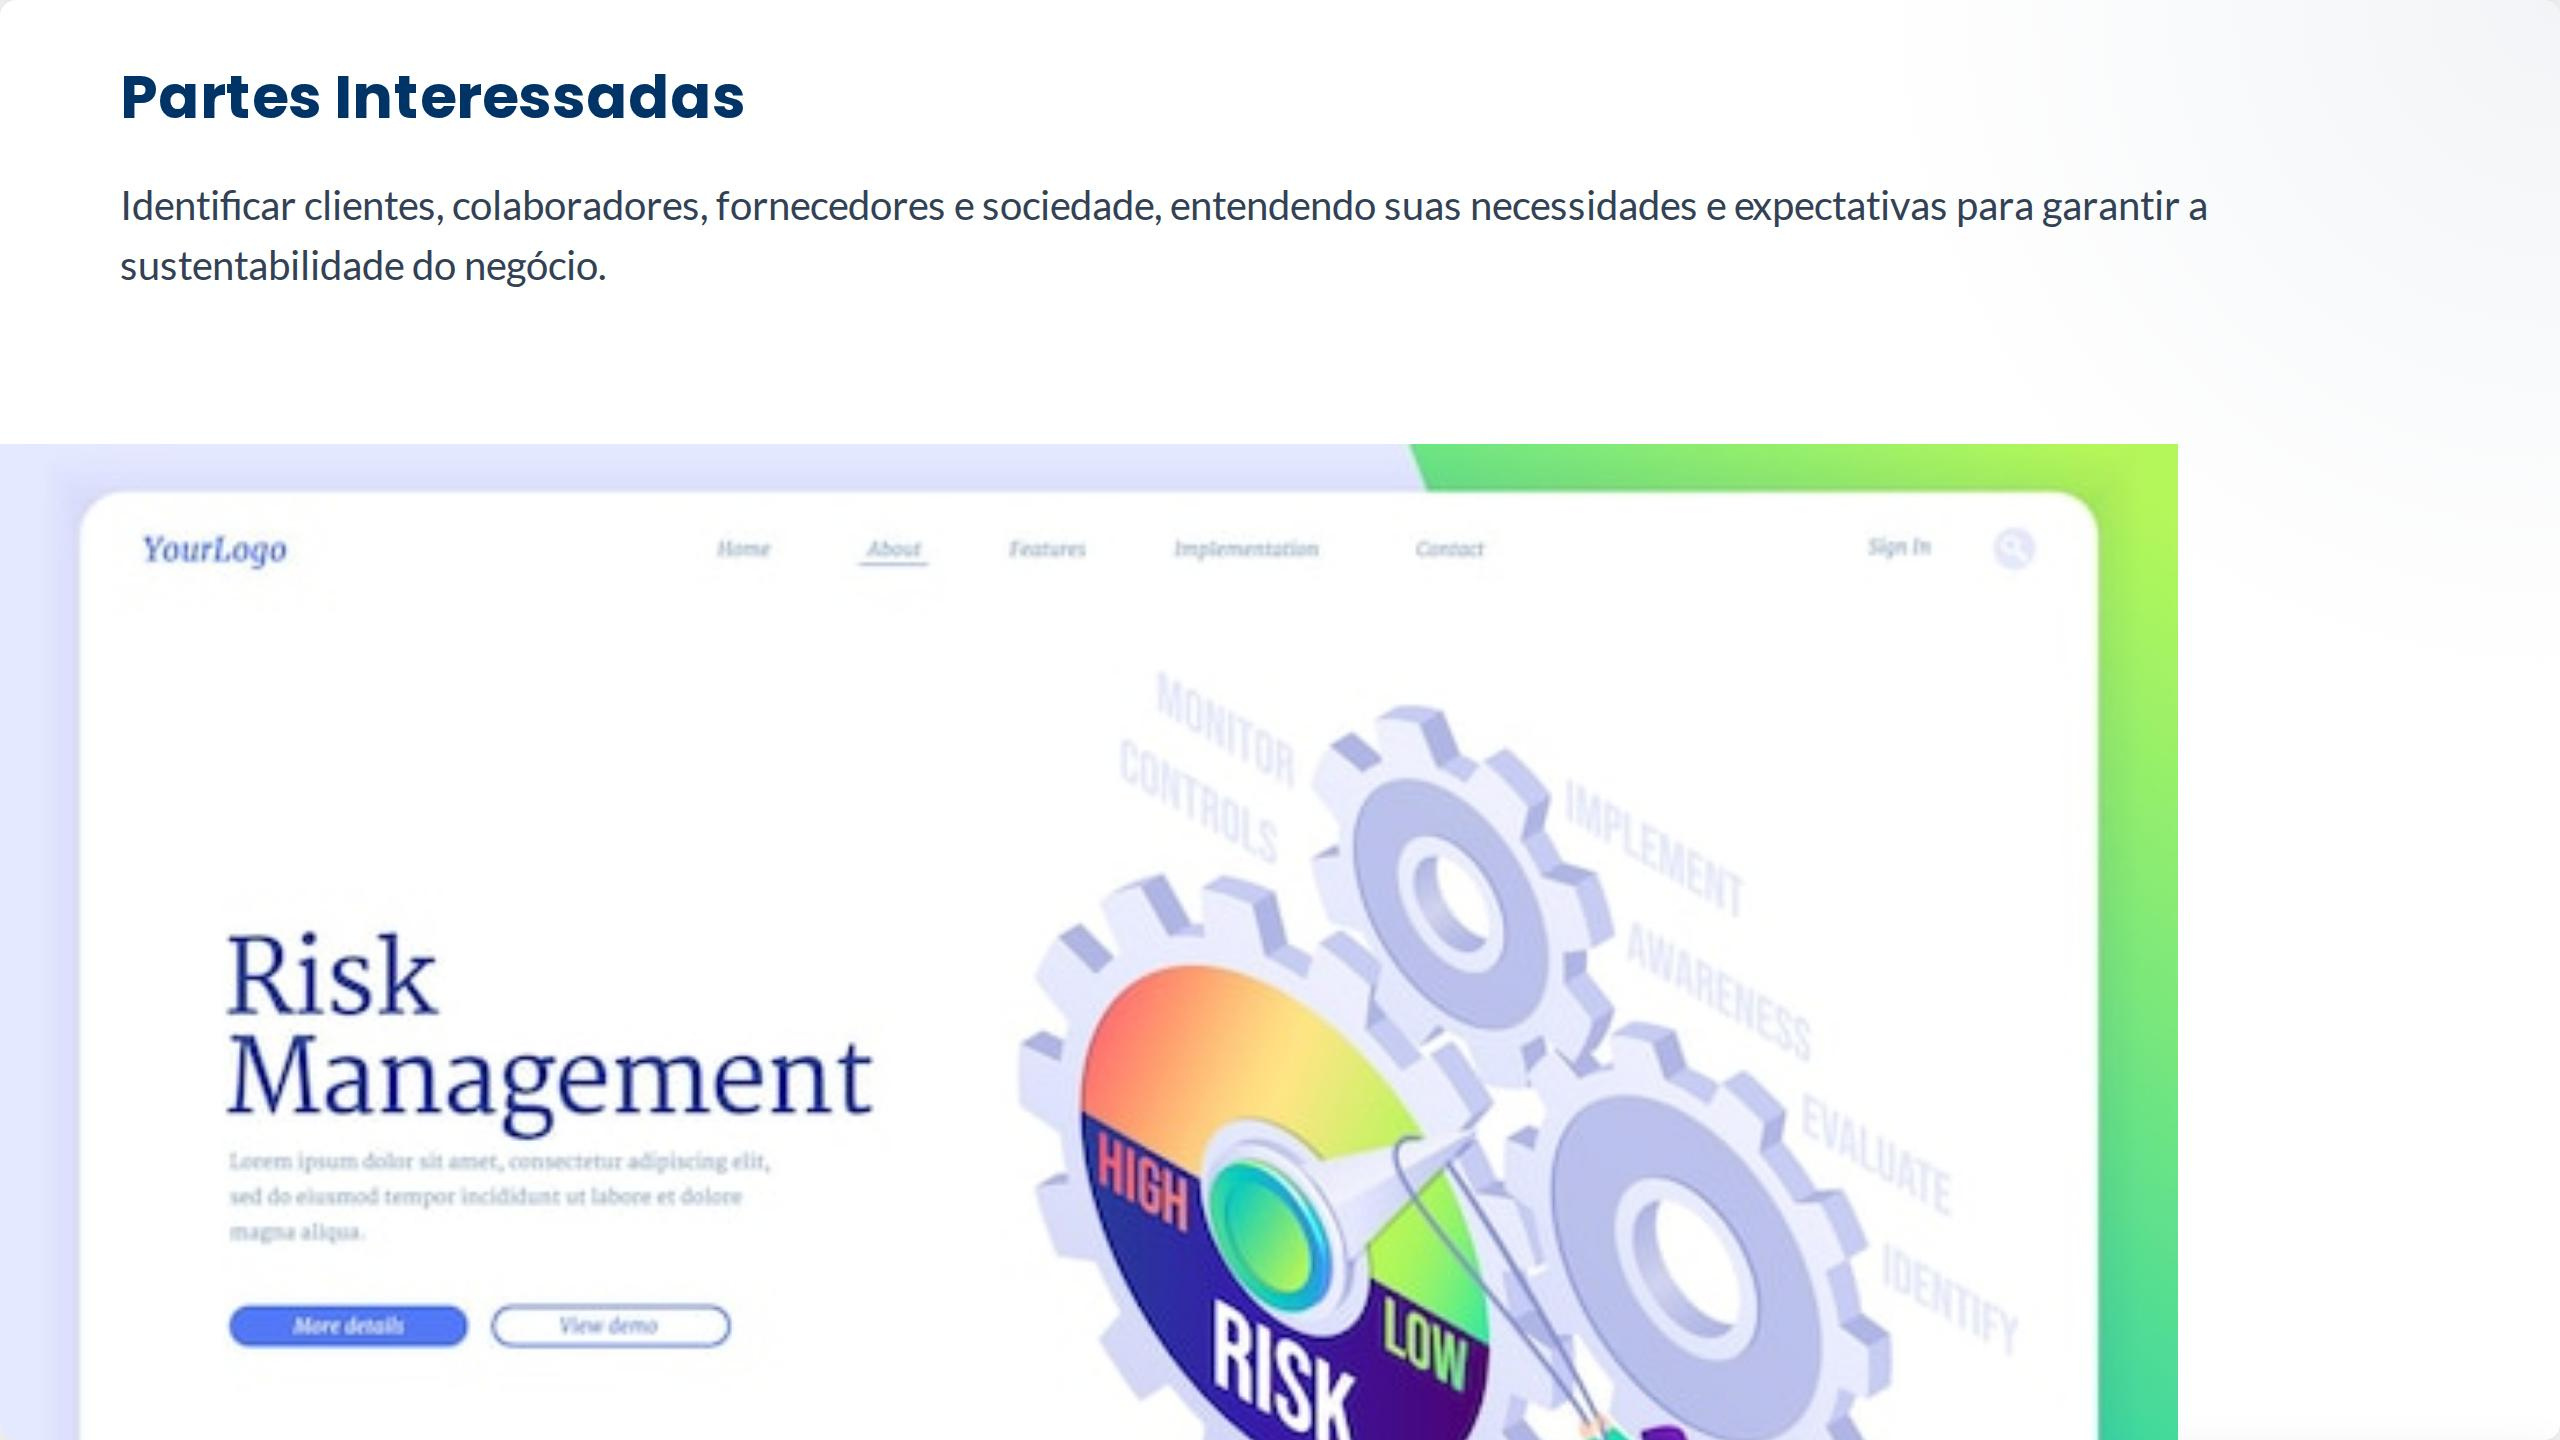 Partes Interessadas
Identificar clientes, colaboradores, fornecedores e sociedade, entendendo suas necessidades e expectativas para garantir a
sustentabilidade do negócio.
YourLogo
Home
About
Features
Implementation
Contact
Sign In
MONITOR
CONTROLS
IMPLEMENT
AWARENESS
EVALUATE
IDENTIFY
Risk
Management
Lorem ipsum dolor sit amet, consectetur adipiscing elit,
sed do eiusmod tempor incididunt ut labore et dolore
magna aliqua.
More details
View demo
HIGH
LOW
RISK